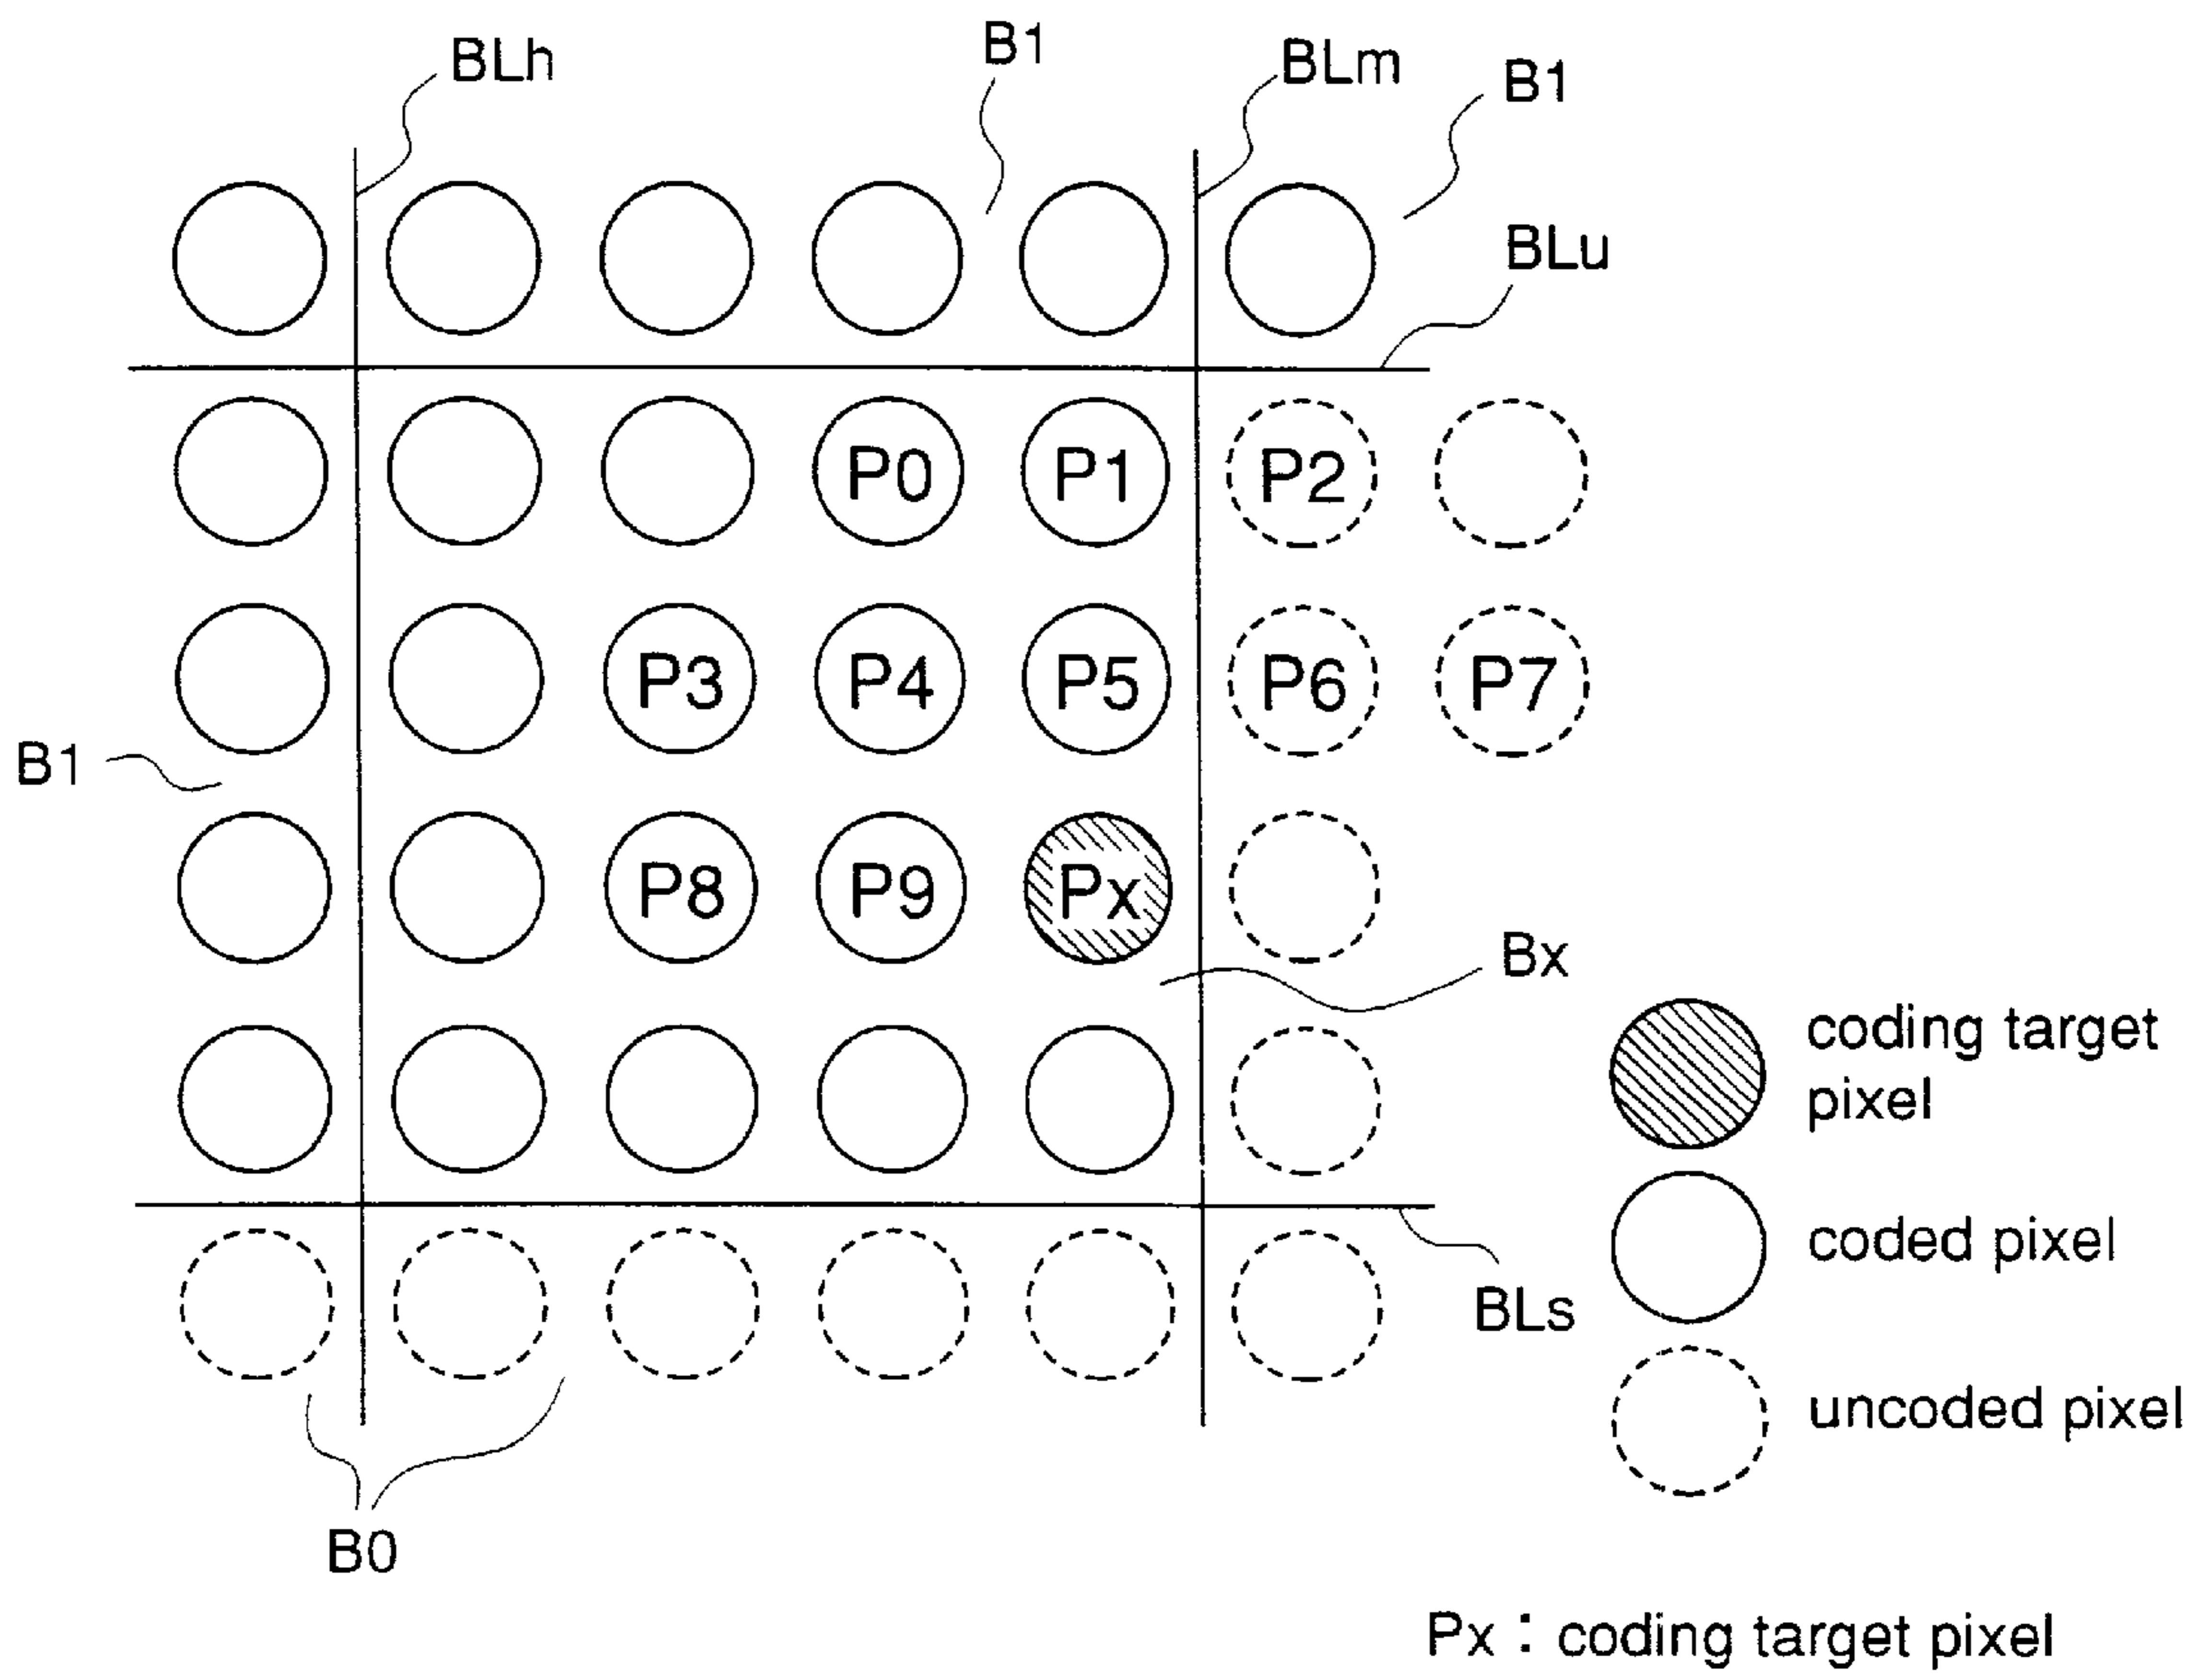 BLh
B1
BLm
B1
BLu
P0 P1 P2
P3 P4 P5 P6 P7
B1
P8 P9 Px
Bx
coding target
pixel
coded pixel
BLs
uncoded pixel
B0
Px : coding target pixel